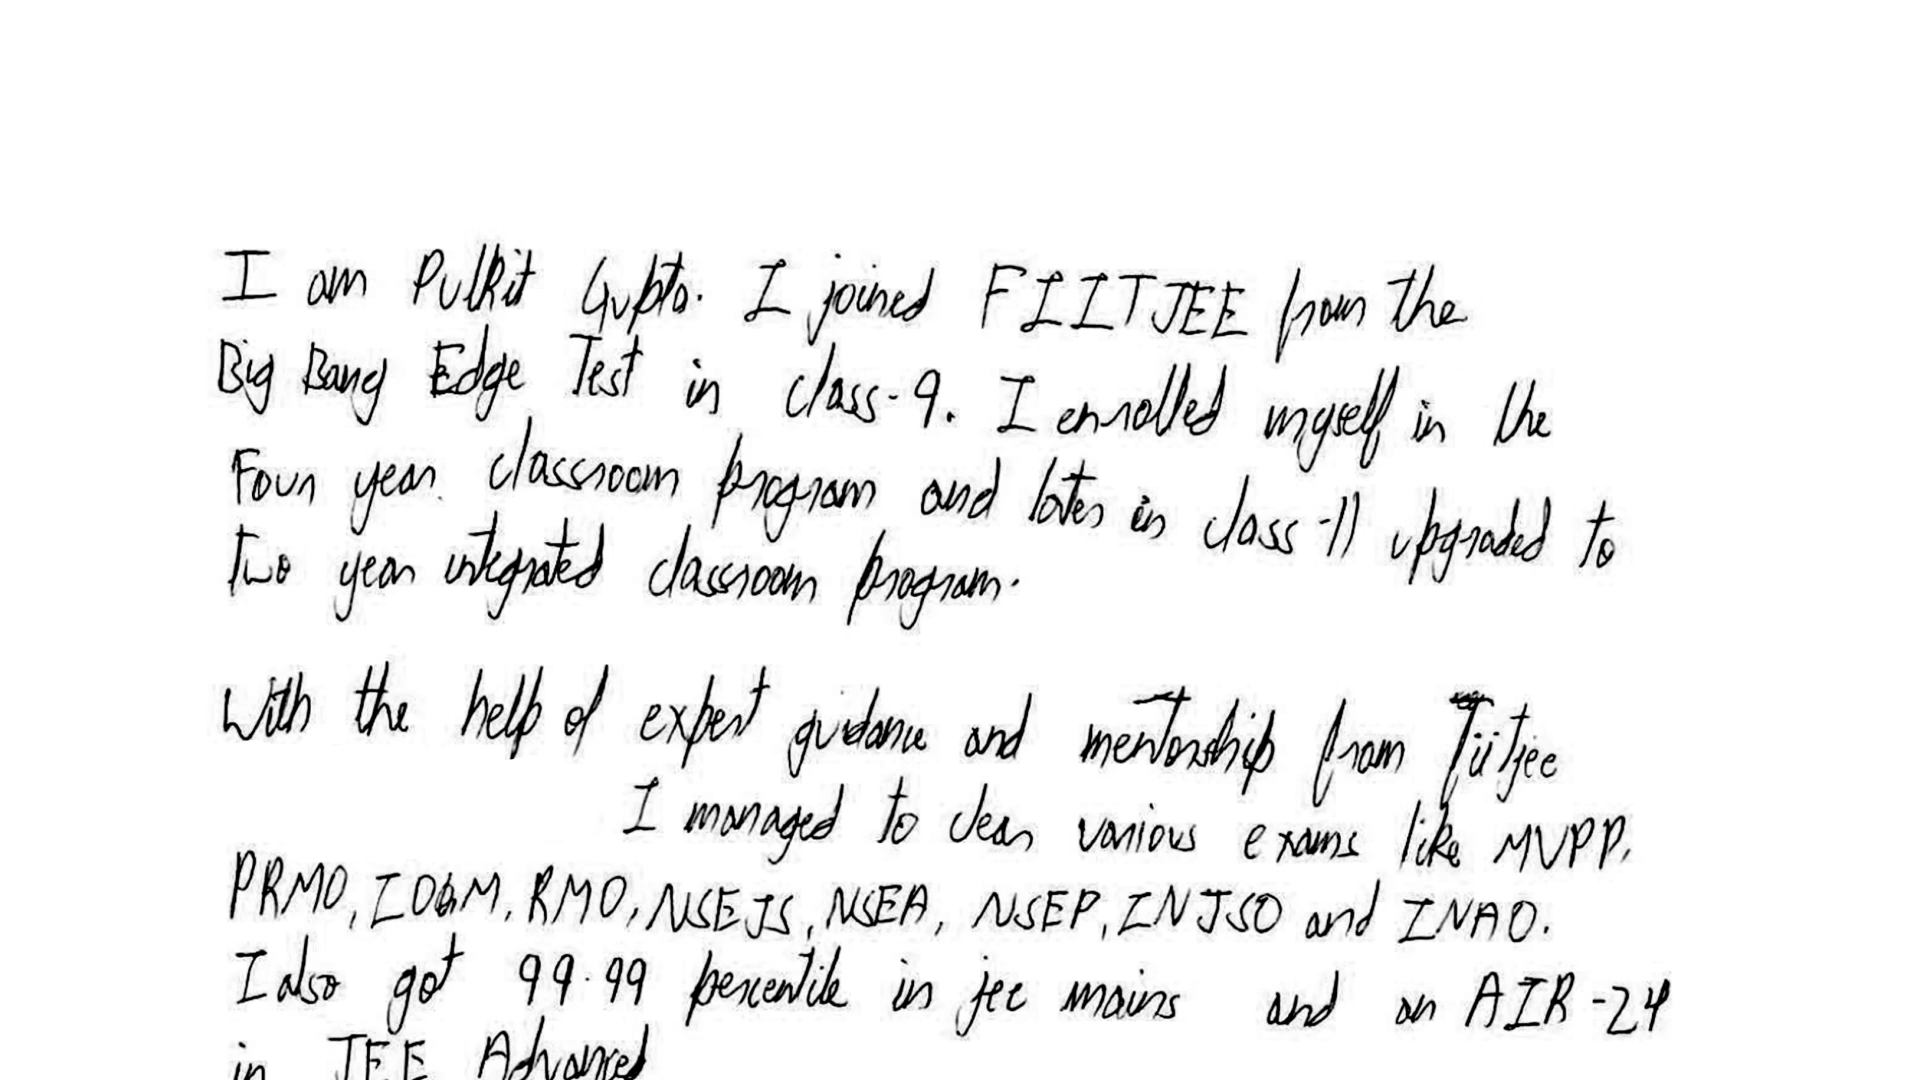 I am Pulkit Gupta. I joined FIITJEE from the
Big Bang Edge Test in class-9. I enrolled myself in the
Four year classroom program and later in class-11 upgraded to
two year integrated classroom program.
With the help of expert guidance and mentorship from Fiitjee
I managed to clear various exams like MVPP,
PRMO, IOQM, RMO, NSEJS, NSEA, NSEP, INJSO and INAO.
I also got 99.99 percentile in jee mains and an AIR-24
in JEE Advanced